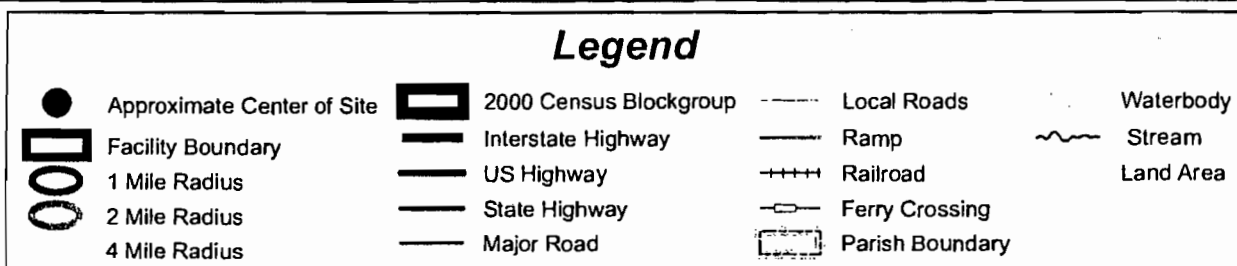 Legend
Approximate Center of Site
Facility Boundary
1 Mile Radius
2 Mile Radius
4 Mile Radius
2000 Census Blockgroup
Interstate Highway
US Highway
State Highway
Major Road
Local Roads
Ramp
Railroad
Ferry Crossing
Parish Boundary
Waterbody
Stream
Land Area